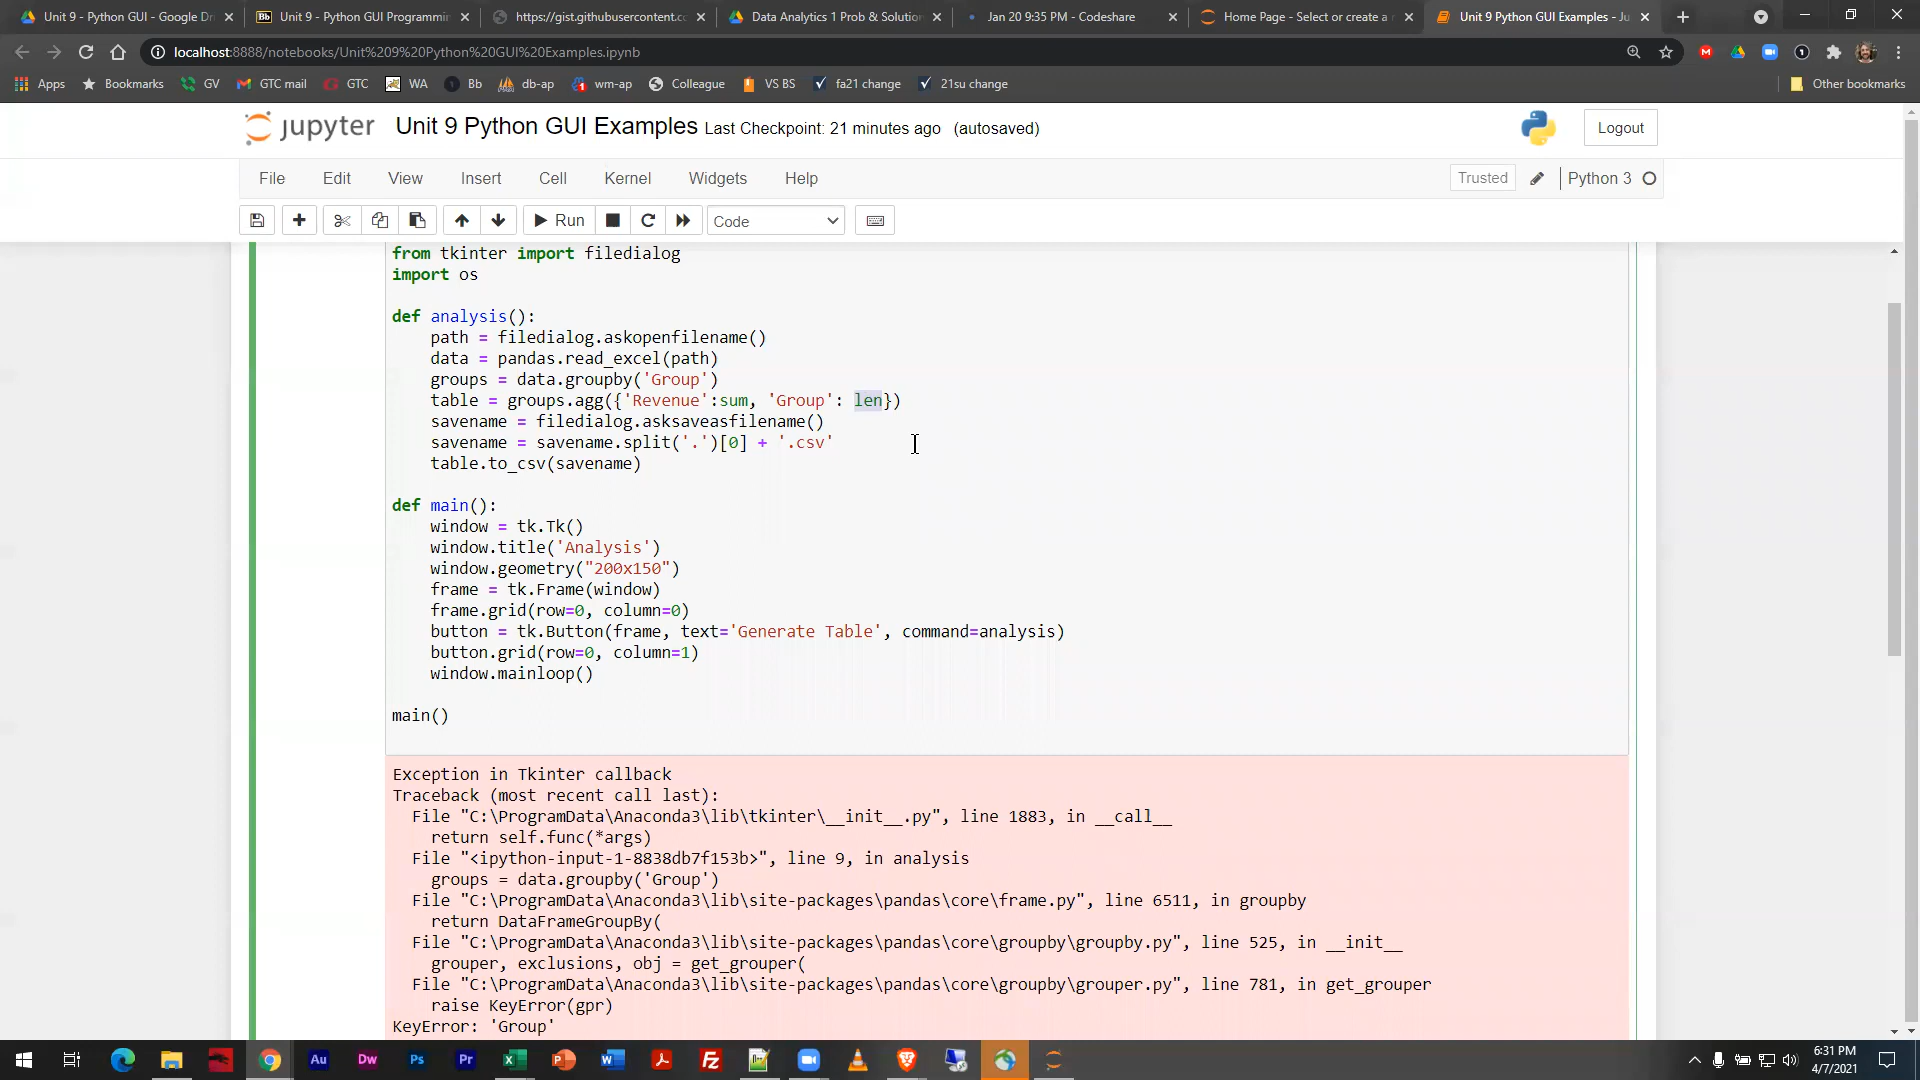 Unit 9 - Python GUI - Google Dri
Unit 9 - Python GUI Programmin
https://gist.githubusercontent.co
Data Analytics 1 Prob & Solution
Jan 20 9:35 PM - Codeshare
Home Page - Select or create a n
Unit 9 Python GUI Examples - Ju
localhost:8888/notebooks/Unit%209%20Python%20GUI%20Examples.ipynb
Apps Bookmarks GV GTC mail GTC WA Bb db-ap wm-ap Colleague VS BS fa21 change 21su change Other bookmarks
jupyter Unit 9 Python GUI Examples Last Checkpoint: 21 minutes ago (autosaved) Logout
File Edit View Insert Cell Kernel Widgets Help Trusted Python 3
Run Code
from tkinter import filedialog
import os
def analysis():
path = filedialog.askopenfilename()
data = pandas.read_excel(path)
groups = data.groupby('Group')
table = groups.agg({'Revenue':sum, 'Group': len})
savename = filedialog.asksaveasfilename()
savename = savename.split('.')[0] + '.csv'
table.to_csv(savename)
def main():
window = tk.Tk()
window.title('Analysis')
window.geometry("200x150")
frame = tk.Frame(window)
frame.grid(row=0, column=0)
button = tk.Button(frame, text='Generate Table', command=analysis)
button.grid(row=0, column=1)
window.mainloop()
main()
Exception in Tkinter callback
Traceback (most recent call last):
File "C:\ProgramData\Anaconda3\lib\tkinter\__init__.py", line 1883, in __call__
return self.func(*args)
File "<ipython-input-1-8838db7f153b>", line 9, in analysis
groups = data.groupby('Group')
File "C:\ProgramData\Anaconda3\lib\site-packages\pandas\core\frame.py", line 6511, in groupby
return DataFrameGroupBy(
File "C:\ProgramData\Anaconda3\lib\site-packages\pandas\core\groupby\groupby.py", line 525, in __init__
grouper, exclusions, obj = get_grouper(
File "C:\ProgramData\Anaconda3\lib\site-packages\pandas\core\groupby\grouper.py", line 781, in get_grouper
raise KeyError(gpr)
KeyError: 'Group'
Au Dw Ps Pr
6:31 PM
4/7/2021